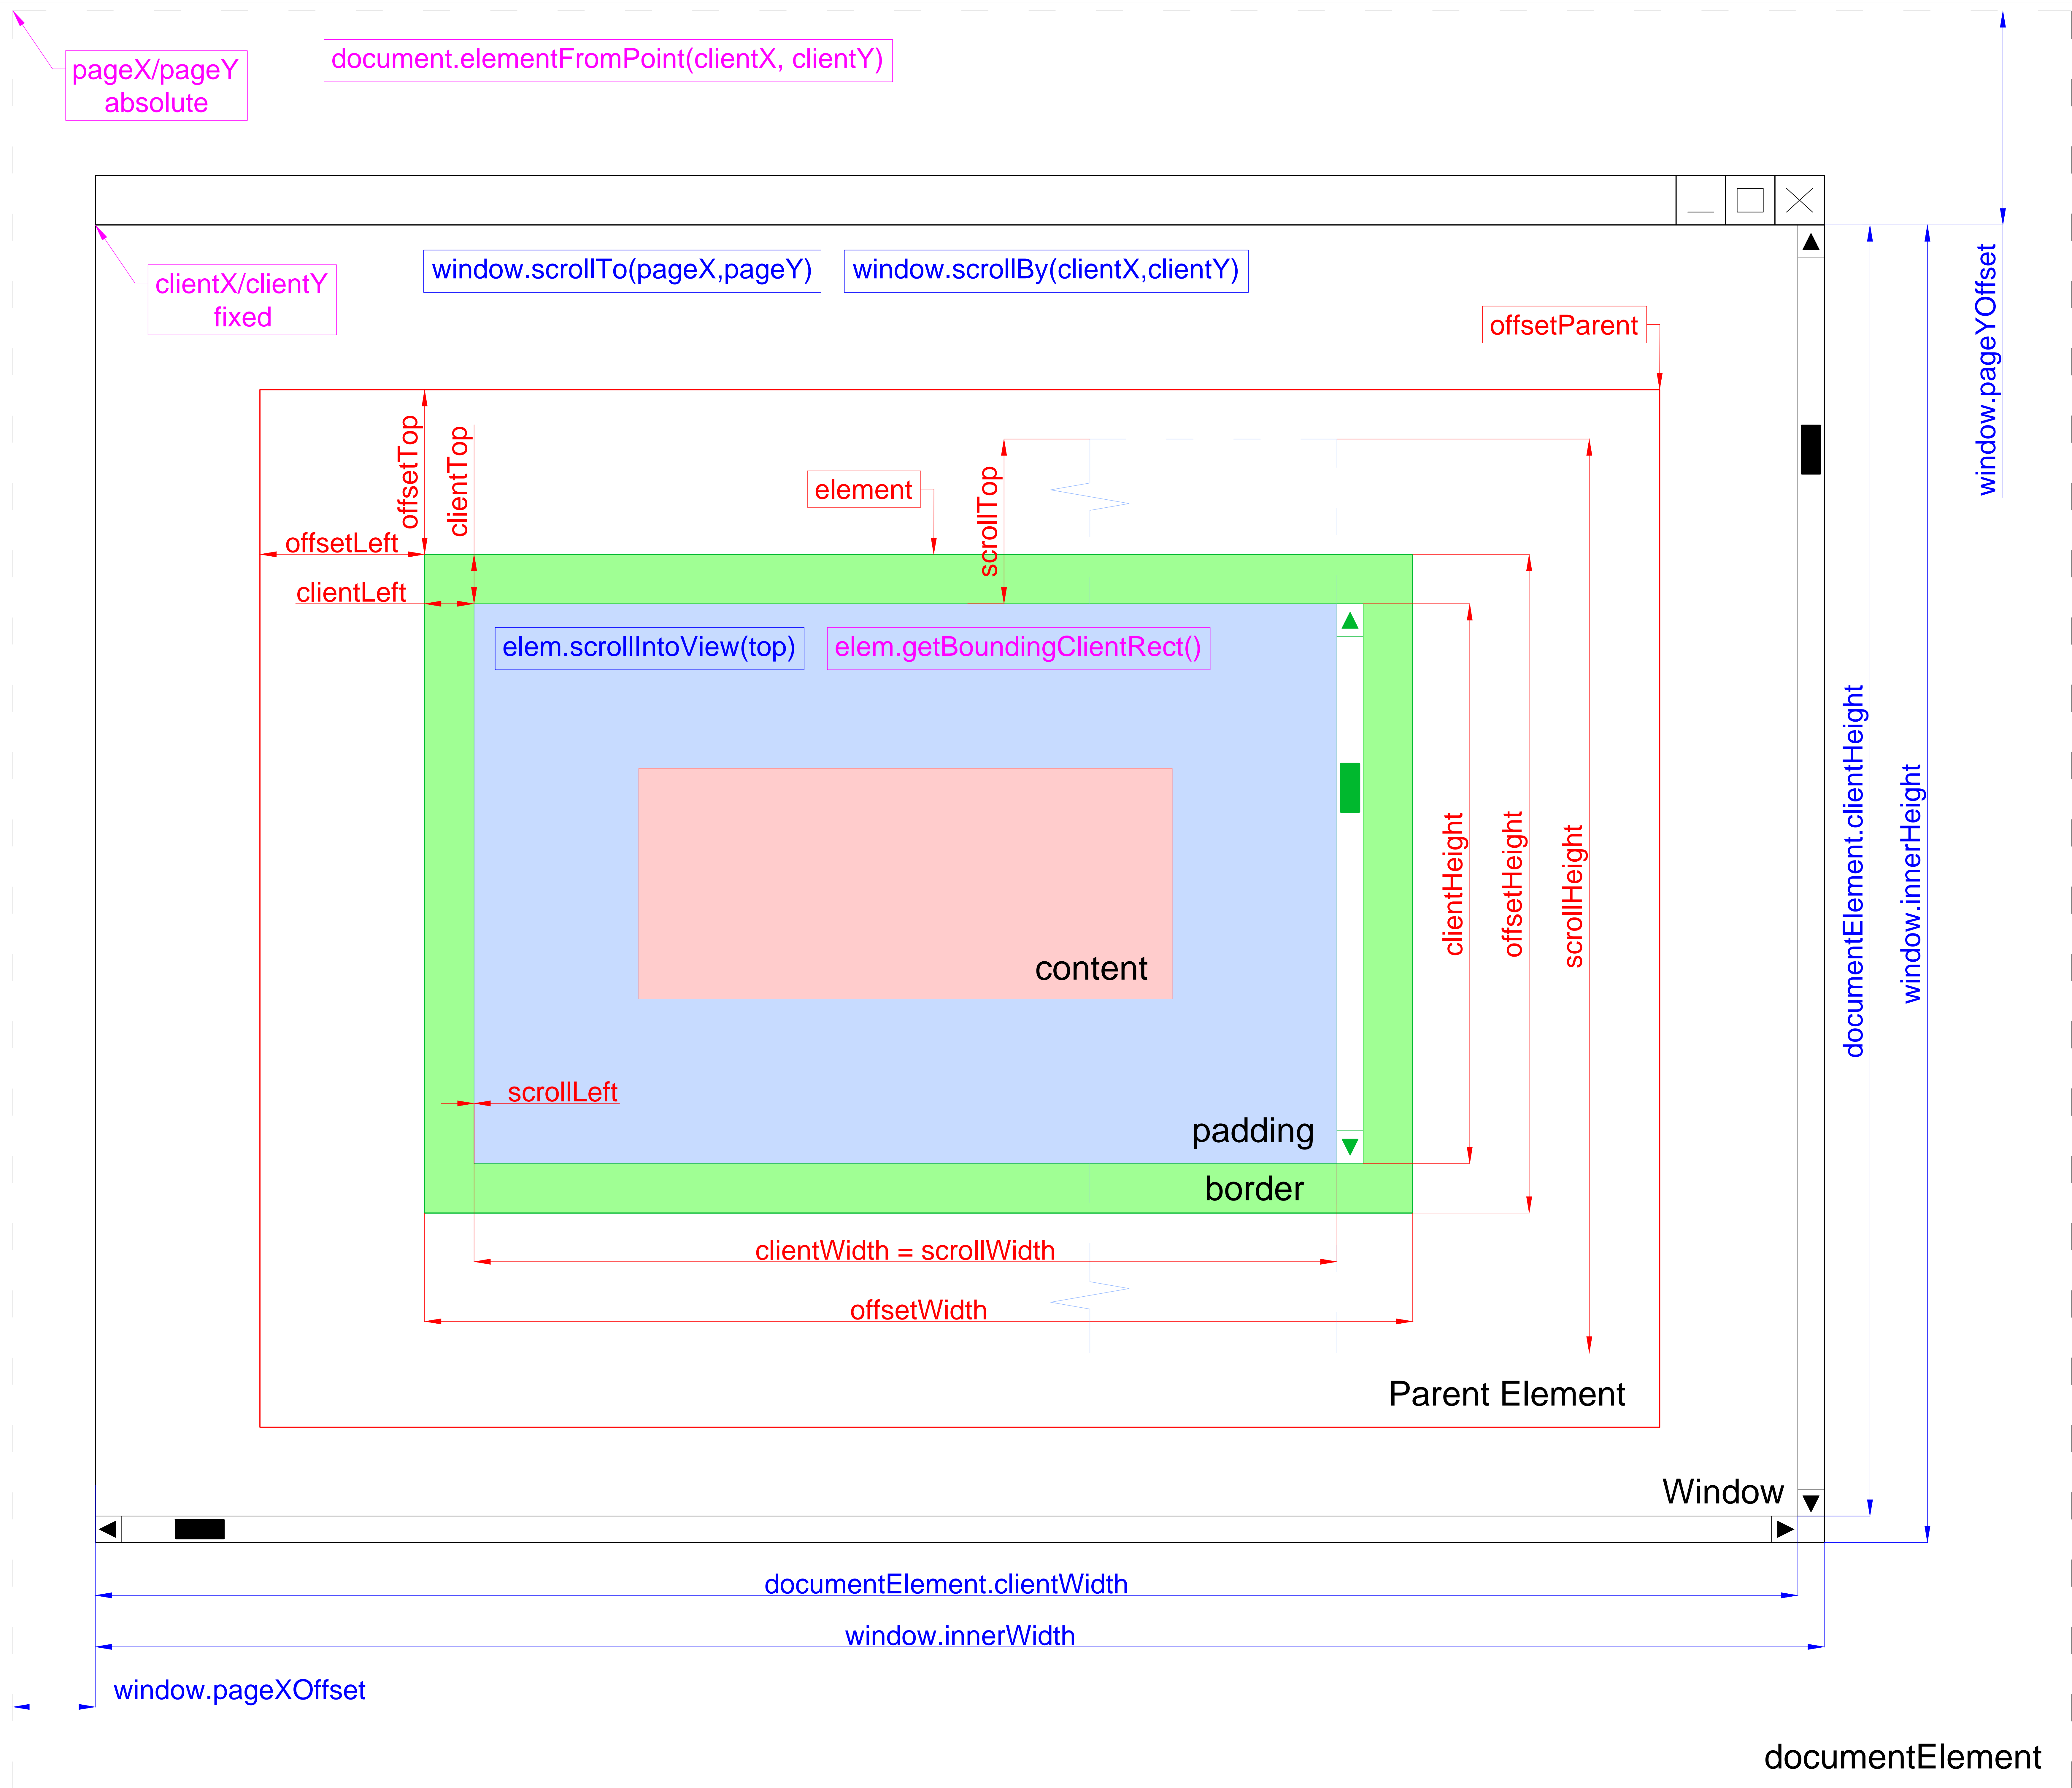 document.elementFromPoint(clientX, clientY)
pageX/pageY
absolute
window.scrollTo(pageX,pageY)
window.scrollBy(clientX,clientY)
clientX/clientY
fixed
window.pageYOffset
offsetParent
offsetTop
clientTop
element
scrollTop
offsetLeft
clientLeft
elem.scrollIntoView(top)
elem.getBoundingClientRect()
documentElement.clientHeight
window.innerHeight
clientHeight
offsetHeight
scrollHeight
content
scrollLeft
padding
border
clientWidth = scrollWidth
offsetWidth
Parent Element
Window
documentElement.clientWidth
window.innerWidth
window.pageXOffset
documentElement